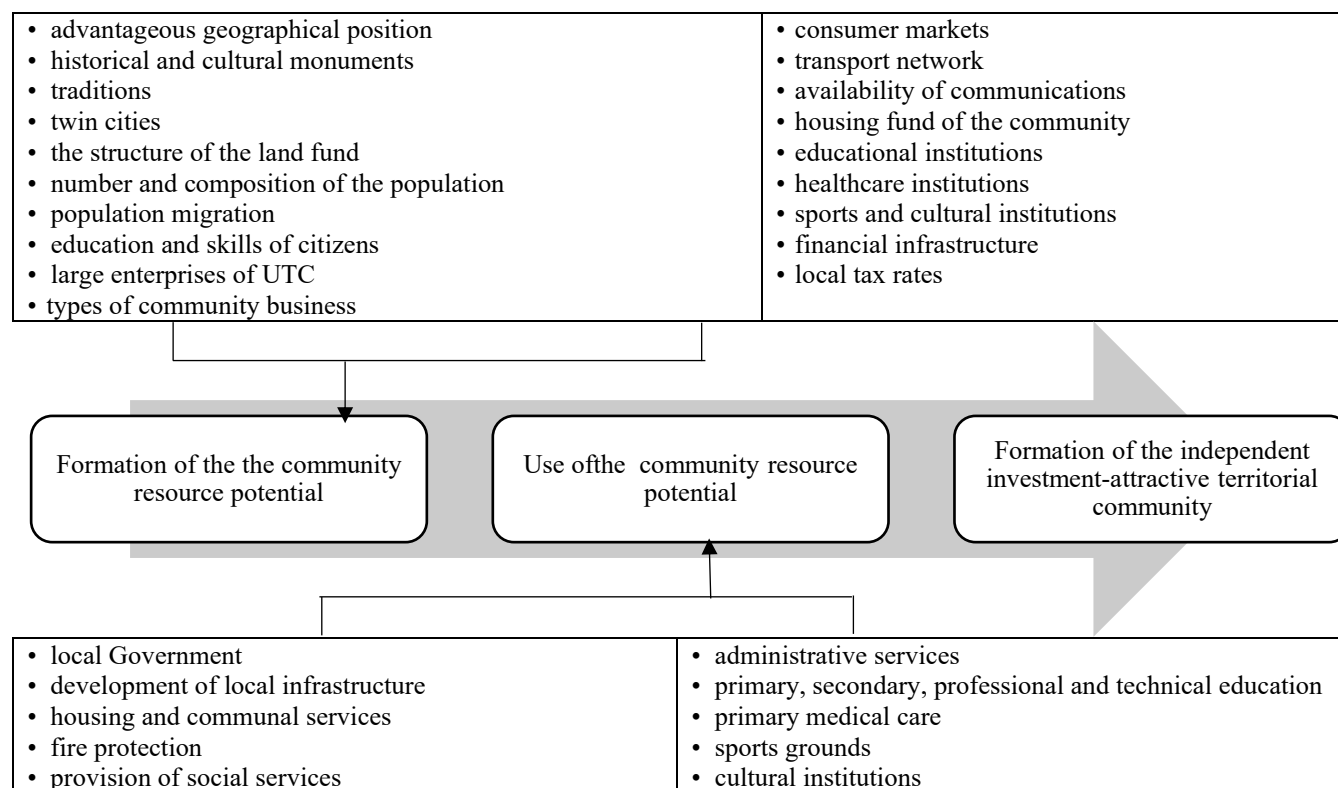 • advantageous geographical position
• historical and cultural monuments
• traditions
• twin cities
• the structure of the land fund
• number and composition of the population
• population migration
• education and skills of citizens
• large enterprises of UTC
• types of community business
• consumer markets
• transport network
• availability of communications
• housing fund of the community
• educational institutions
• healthcare institutions
• sports and cultural institutions
• financial infrastructure
• local tax rates
Formation of the the community
resource potential
Use ofthe community resource
potential
Formation of the independent
investment-attractive territorial
community
• local Government
• development of local infrastructure
• housing and communal services
• fire protection
• provision of social services
• administrative services
• primary, secondary, professional and technical education
• primary medical care
• sports grounds
• cultural institutions